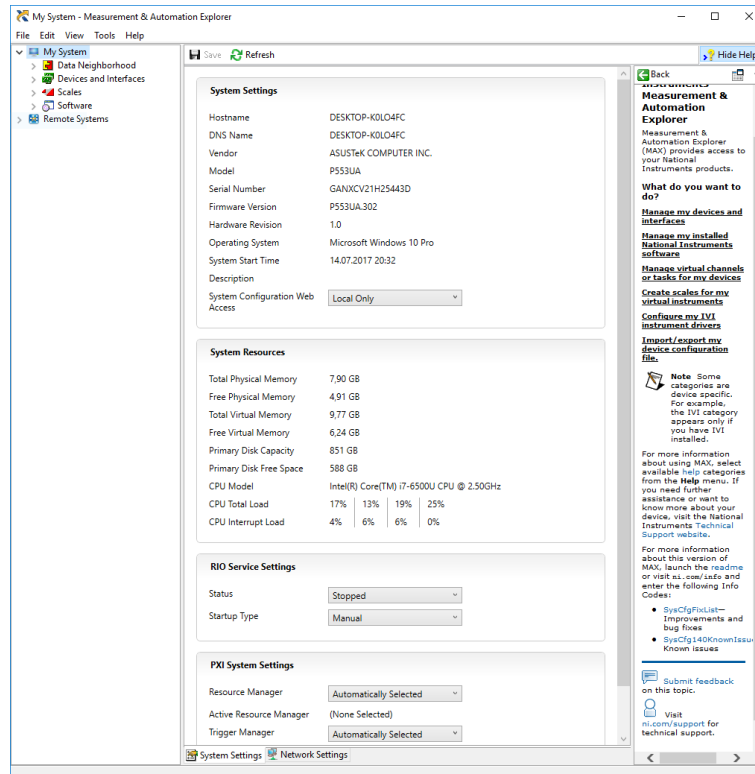 My System - Measurement & Automation Explorer
File Edit View Tools Help
My System
Data Neighborhood
Devices and Interfaces
Scales
Software
Remote Systems
Save Refresh
Hide Help
System Settings
Hostname DESKTOP-K0LO4FC
DNS Name DESKTOP-K0LO4FC
Vendor ASUSTeK COMPUTER INC.
Model P553UA
Serial Number GANXCV21H25443D
Firmware Version P553UA.302
Hardware Revision 1.0
Operating System Microsoft Windows 10 Pro
System Start Time 14.07.2017 20:32
Description
System Configuration Web
Access
Local Only
System Resources
Total Physical Memory 7,90 GB
Free Physical Memory 4,91 GB
Total Virtual Memory 9,77 GB
Free Virtual Memory 6,24 GB
Primary Disk Capacity 851 GB
Primary Disk Free Space 588 GB
CPU Model Intel(R) Core(TM) i7-6500U CPU @ 2.50GHz
CPU Total Load 17% 13% 19% 25%
CPU Interrupt Load 4% 6% 6% 0%
RIO Service Settings
Status Stopped
Startup Type Manual
PXI System Settings
Resource Manager Automatically Selected
Active Resource Manager (None Selected)
Trigger Manager Automatically Selected
System Settings Network Settings
Back
Instruments
Measurement &
Automation
Explorer
Measurement &
Automation Explorer
(MAX) provides access to
your National
Instruments products.
What do you want to
do?
Manage my devices and
interfaces
Manage my installed
National Instruments
software
Manage virtual channels
or tasks for my devices
Create scales for my
virtual instruments
Configure my IVI
instrument drivers
Import/export my
device configuration
file.
Note Some
categories are
device specific.
For example,
the IVI category
appears only if
you have IVI
installed.
For more information
about using MAX, select
available help categories
from the Help menu. If
you need further
assistance or want to
know more about your
device, visit the National
Instruments Technical
Support website.
For more information
about this version of
MAX, launch the readme
or visit ni.com/info and
enter the following Info
Codes:
SysCfgFixList—
Improvements and
bug fixes
SysCfg140KnownIssu
Known issues
Submit feedback
on this topic.
Visit
ni.com/support for
technical support.